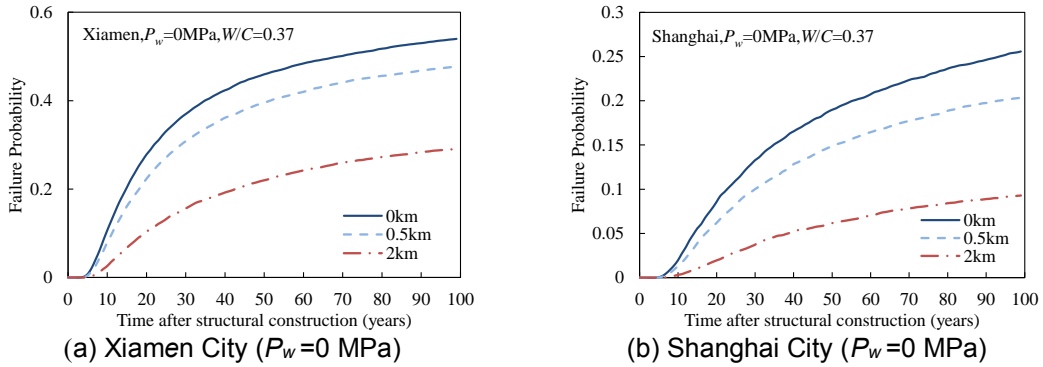 Xiamen,P_w=0MPa,W/C=0.37
Failure Probability
0.6
0.4
0.2
0
0 10 20 30 40 50 60 70 80 90 100
Time after structural construction (years)
0km
0.5km
2km
(a) Xiamen City (P_w=0 MPa)
Shanghai,P_w=0MPa,W/C=0.37
Failure Probability
0.3
0.25
0.2
0.15
0.1
0.05
0
0 10 20 30 40 50 60 70 80 90 100
Time after structural construction (years)
0km
0.5km
2km
(b) Shanghai City (P_w=0 MPa)